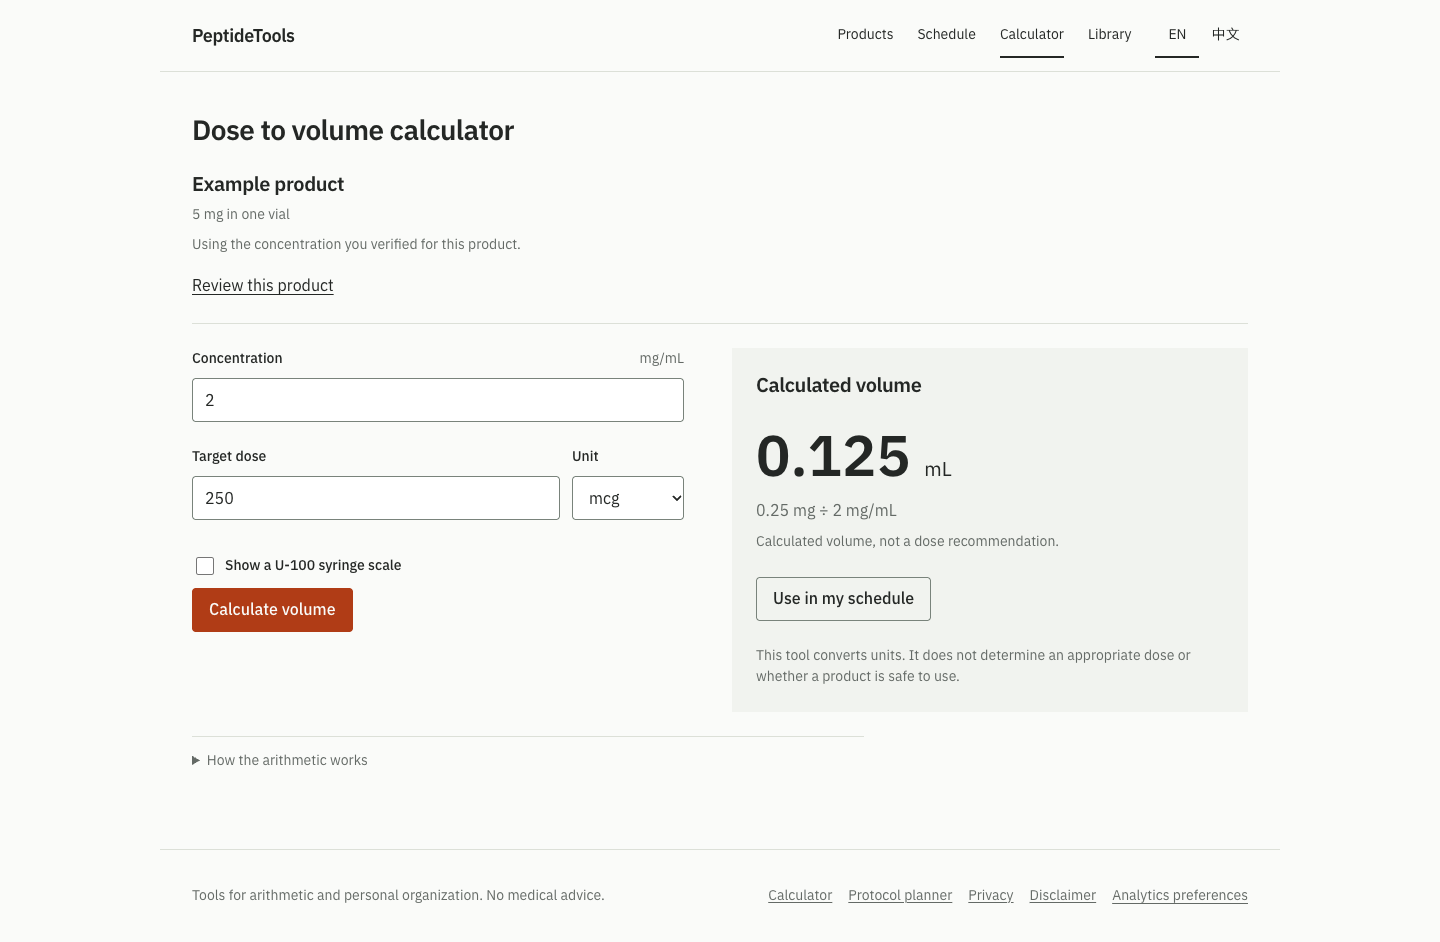 PeptideTools
Products Schedule Calculator Library EN 中文
Dose to volume calculator
Example product
5 mg in one vial
Using the concentration you verified for this product.
Review this product
Concentration mg/mL
2
Target dose Unit
250 mcg
Show a U-100 syringe scale
Calculate volume
Calculated volume
0.125 mL
0.25 mg ÷ 2 mg/mL
Calculated volume, not a dose recommendation.
Use in my schedule
This tool converts units. It does not determine an appropriate dose or
whether a product is safe to use.
How the arithmetic works
Tools for arithmetic and personal organization. No medical advice.
Calculator Protocol planner Privacy Disclaimer Analytics preferences